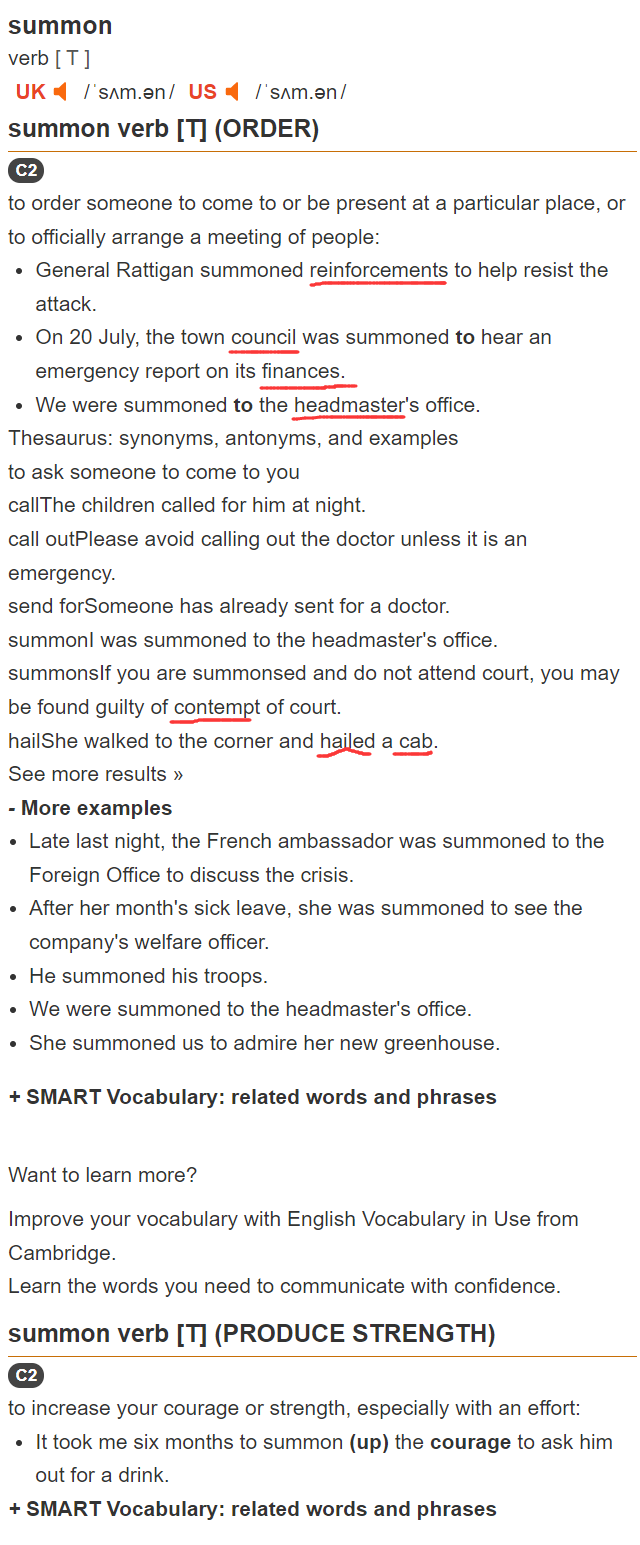 summon
verb [ T ]
UK /ˈsʌm.ən/ US /ˈsʌm.ən/
summon verb [T] (ORDER)
C2
to order someone to come to or be present at a particular place, or
to officially arrange a meeting of people:
• General Rattigan summoned reinforcements to help resist the
attack.
• On 20 July, the town council was summoned to hear an
emergency report on its finances.
• We were summoned to the headmaster's office.
Thesaurus: synonyms, antonyms, and examples
to ask someone to come to you
callThe children called for him at night.
call outPlease avoid calling out the doctor unless it is an
emergency.
send forSomeone has already sent for a doctor.
summonI was summoned to the headmaster's office.
summonsIf you are summonsed and do not attend court, you may
be found guilty of contempt of court.
hailShe walked to the corner and hailed a cab.
See more results »
- More examples
• Late last night, the French ambassador was summoned to the
Foreign Office to discuss the crisis.
• After her month's sick leave, she was summoned to see the
company's welfare officer.
• He summoned his troops.
• We were summoned to the headmaster's office.
• She summoned us to admire her new greenhouse.
+ SMART Vocabulary: related words and phrases
Want to learn more?
Improve your vocabulary with English Vocabulary in Use from
Cambridge.
Learn the words you need to communicate with confidence.
summon verb [T] (PRODUCE STRENGTH)
C2
to increase your courage or strength, especially with an effort:
• It took me six months to summon (up) the courage to ask him
out for a drink.
+ SMART Vocabulary: related words and phrases